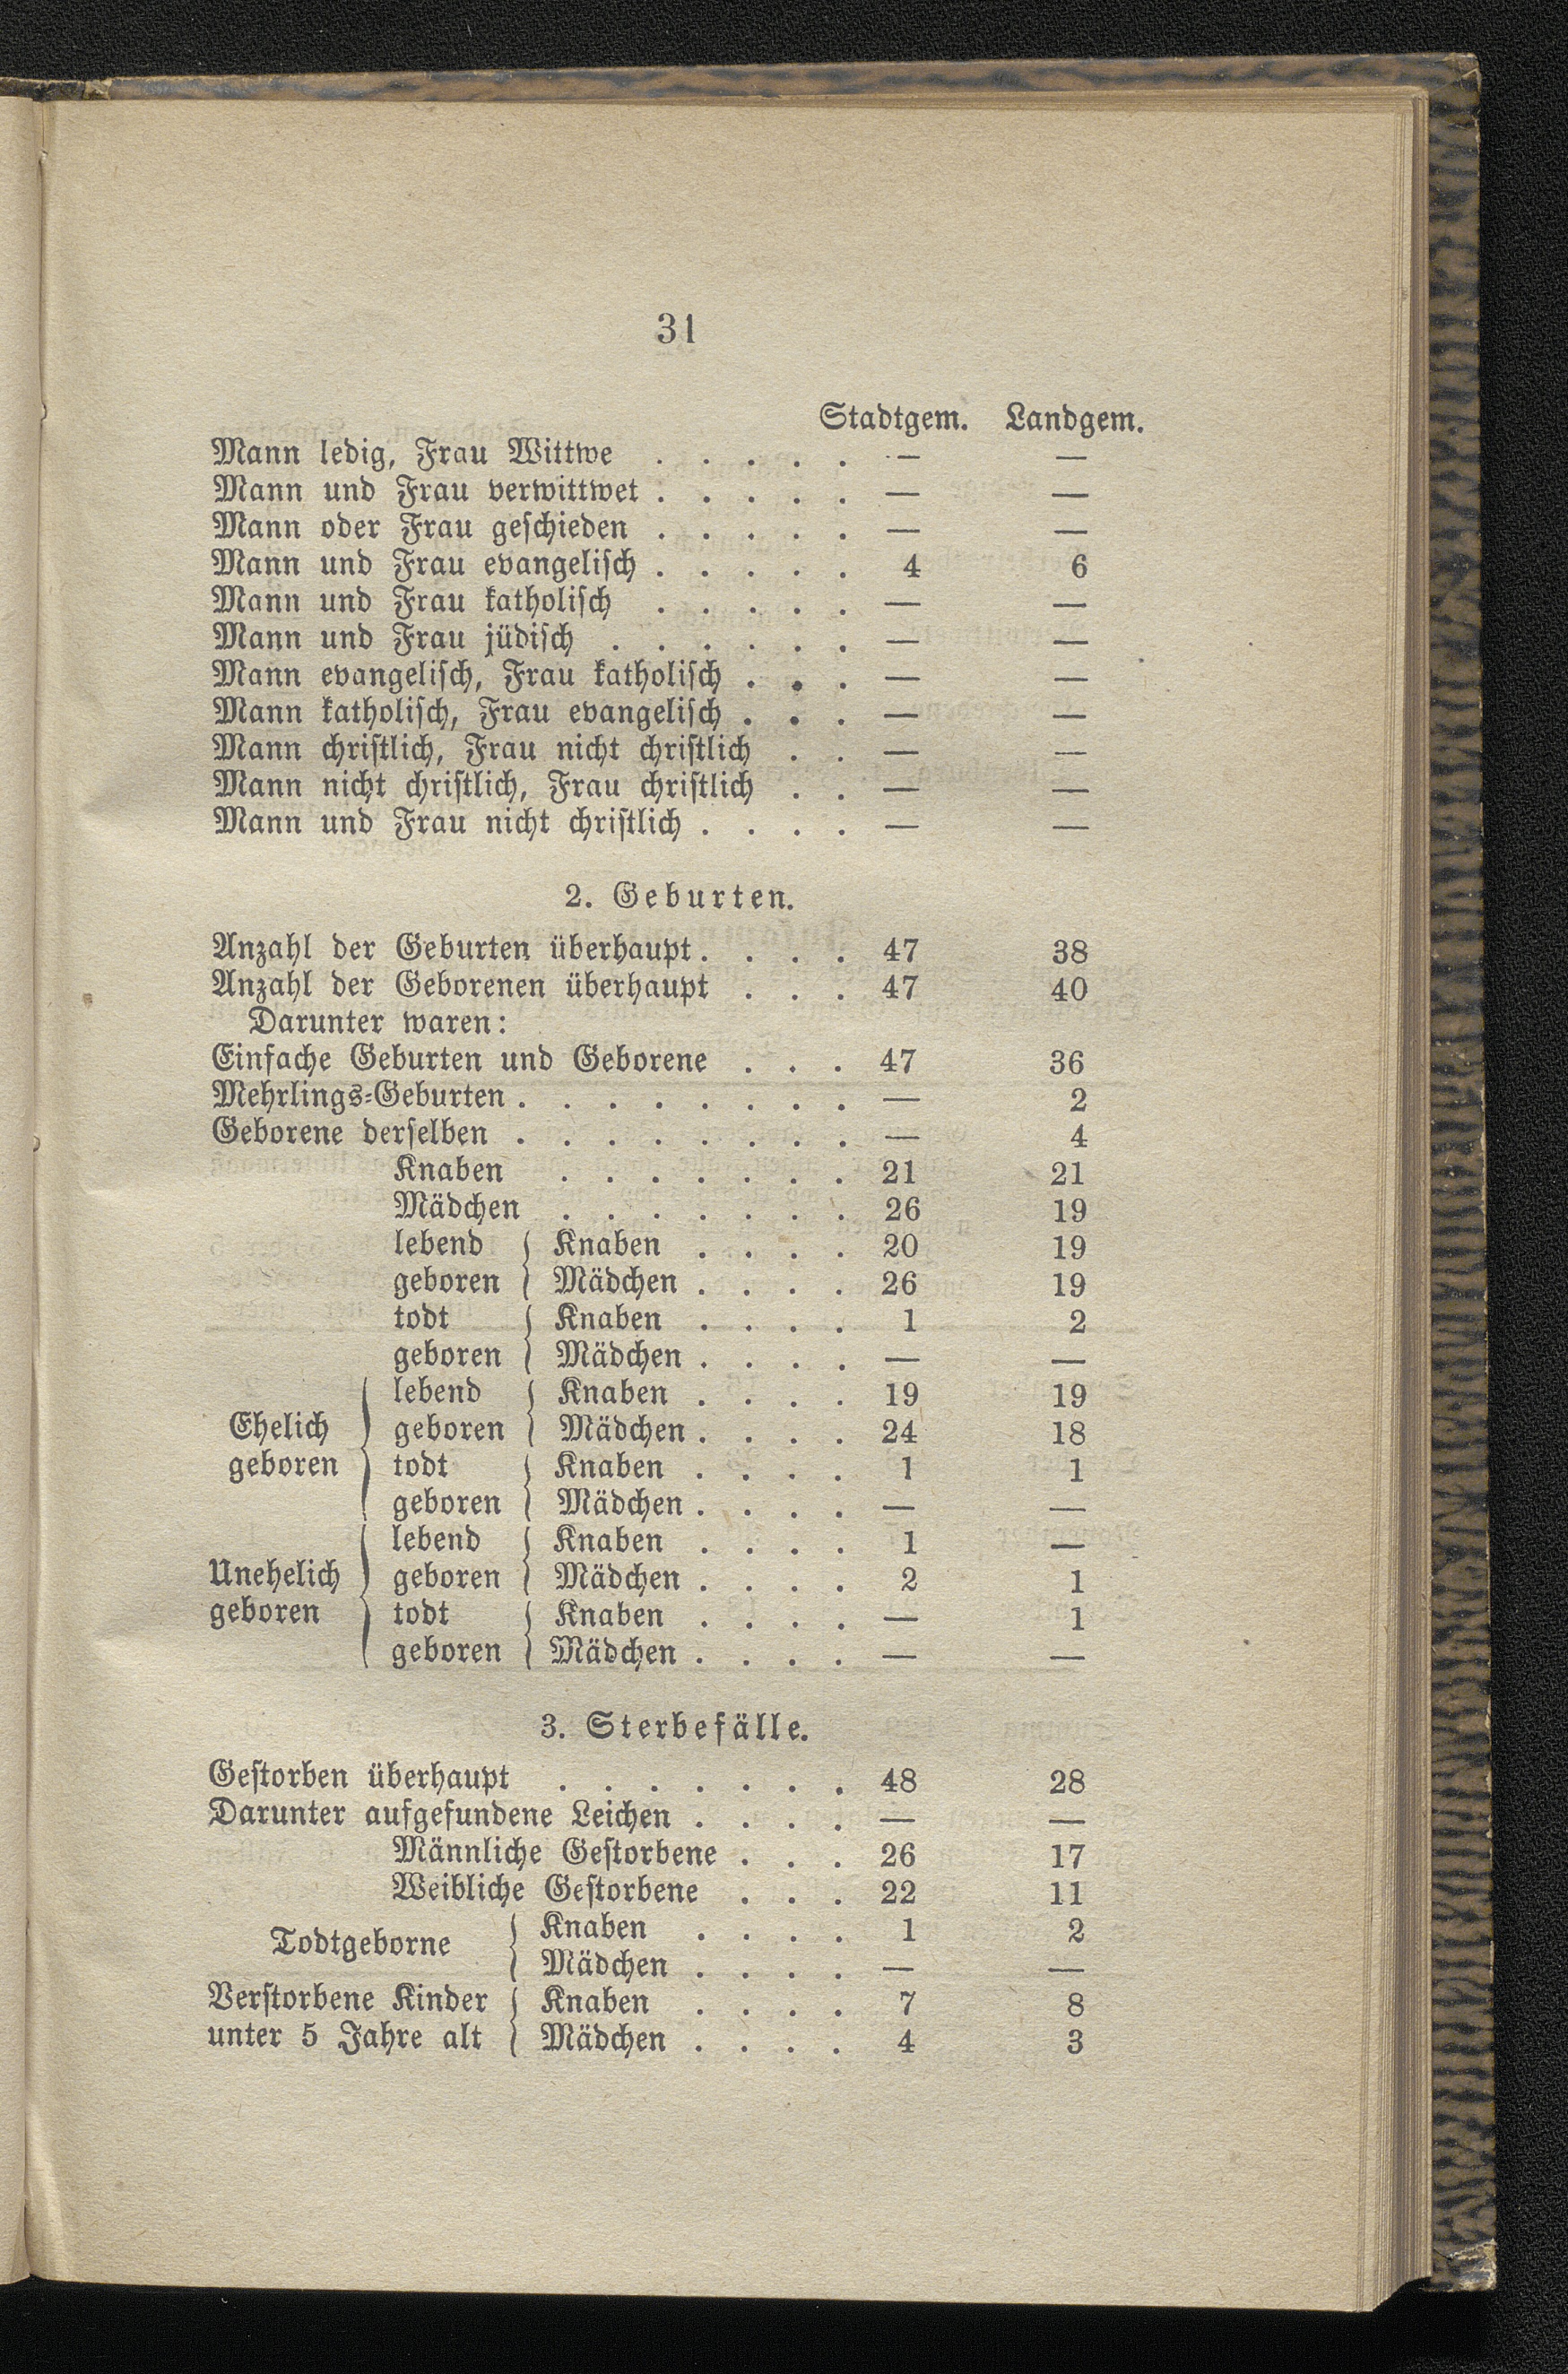 31
Stadtgem. Landgem.
Mann ledig, Frau Wittwe . . . . . — —
Mann und Frau verwittwet . . . . . — —
Mann oder Frau geschieden . . . . . — —
Mann und Frau evangelisch . . . . . 4 6
Mann und Frau katholisch . . . . . — —
Mann und Frau jüdisch . . . . . . — —
Mann evangelisch, Frau katholisch . . . — —
Mann katholisch, Frau evangelisch . . . — —
Mann christlich, Frau nicht christlich . . — —
Mann nicht christlich, Frau christlich . . — —
Mann und Frau nicht christlich . . . . — —
2. Geburten.
Anzahl der Geburten überhaupt . . . . 47 38
Anzahl der Geborenen überhaupt . . . 47 40
Darunter waren:
Einfache Geburten und Geborene . . . 47 36
Mehrlings-Geburten . . . . . . . . — 2
Geborene derselben . . . . . . . . — 4
Knaben . . . . . . . 21 21
Mädchen . . . . . . . 26 19
lebend { Knaben . . . . 20 19
geboren { Mädchen . . . . 26 19
todt { Knaben . . . . 1 2
geboren { Mädchen . . . . — —
lebend { Knaben . . . . 19 19
Ehelich geboren { Mädchen . . . . 24 18
geboren todt { Knaben . . . . 1 1
geboren { Mädchen . . . . — —
lebend { Knaben . . . . 1 —
Unehelich geboren { Mädchen . . . . 2 1
geboren todt { Knaben . . . . — 1
geboren { Mädchen . . . . — —
3. Sterbefälle.
Gestorben überhaupt . . . . . . . 48 28
Darunter aufgefundene Leichen . . . . — —
Männliche Gestorbene . . . 26 17
Weibliche Gestorbene . . . 22 11
Todtgeborne { Knaben . . . . 1 2
Mädchen . . . . — —
Verstorbene Kinder { Knaben . . . . 7 8
unter 5 Jahre alt { Mädchen . . . . 4 3